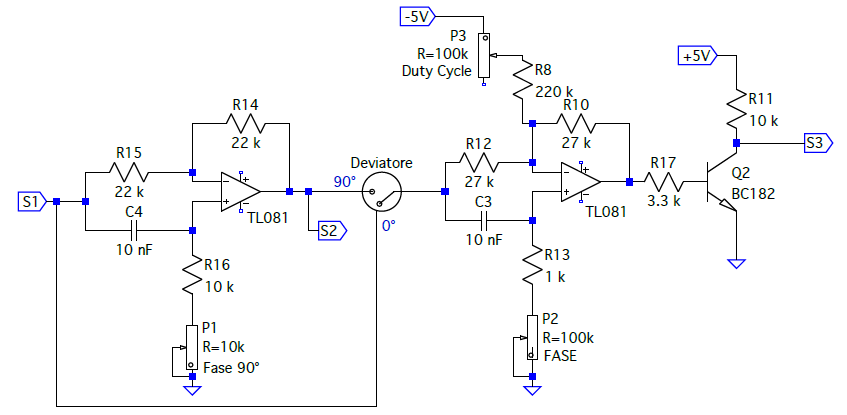 -5V
P3
R=100k
Duty Cycle
R8
220 k
+5V
R11
10 k
R14
22 k
R10
27 k
R15
22 k
R12
27 k
Deviatore
90°
0°
R17
3.3 k
Q2
BC182
S3
S1
S2
C4
10 nF
TL081
C3
10 nF
TL081
R16
10 k
R13
1 k
P1
R=10k
Fase 90°
P2
R=100k
FASE